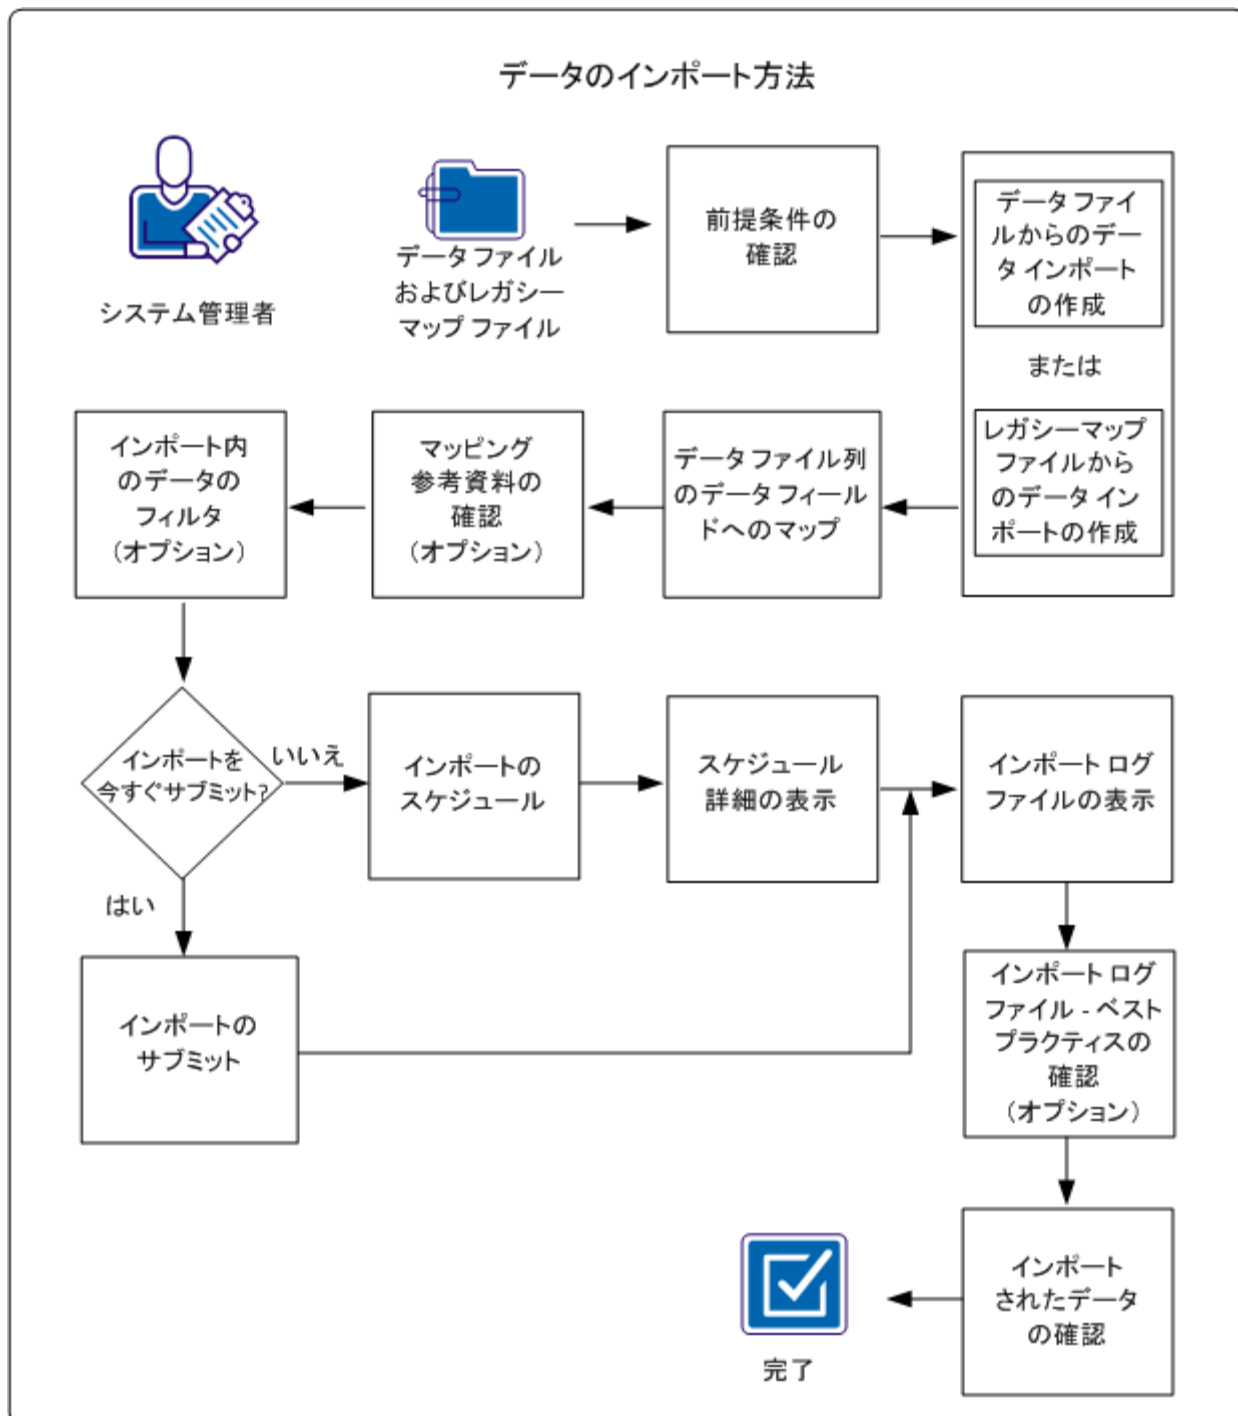 データのインポート方法
システム管理者
データ ファイル
およびレガシー
マップ ファイル
前提条件の
確認
データ ファイ
ルからのデー
タ インポート
の作成
または
レガシーマップ
ファイルから
のデータ イン
ポートの作成
データ ファイル列
のデータ フィール
ドへのマップ
マッピング
参考資料の
確認
（オプション）
インポート内
のデータの
フィルタ
（オプション）
インポートを
今すぐサブミット?
いいえ
はい
インポートの
スケジュール
スケジュール
詳細の表示
インポート ログ
ファイルの表示
インポートの
サブミット
インポート ログ
ファイル - ベスト
プラクティスの
確認
（オプション）
インポート
されたデータ
の確認
完了